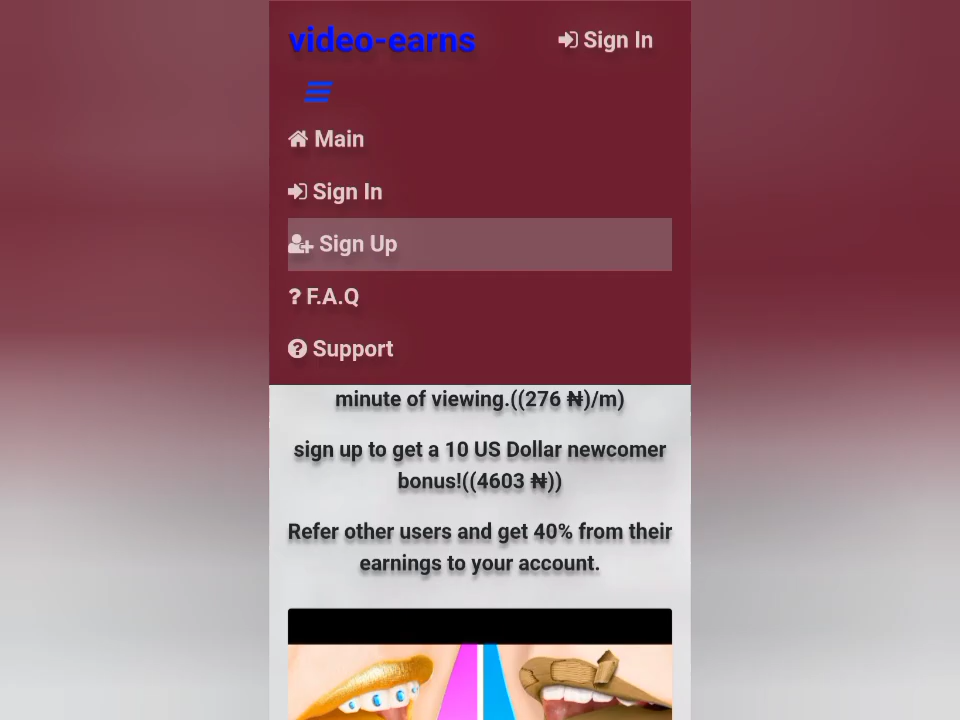 video-earns
Sign In
Main
Sign In
Sign Up
? F.A.Q
Support
minute of viewing.((276 ₦)/m)
sign up to get a 10 US Dollar newcomer
bonus!((4603 ₦))
Refer other users and get 40% from their
earnings to your account.